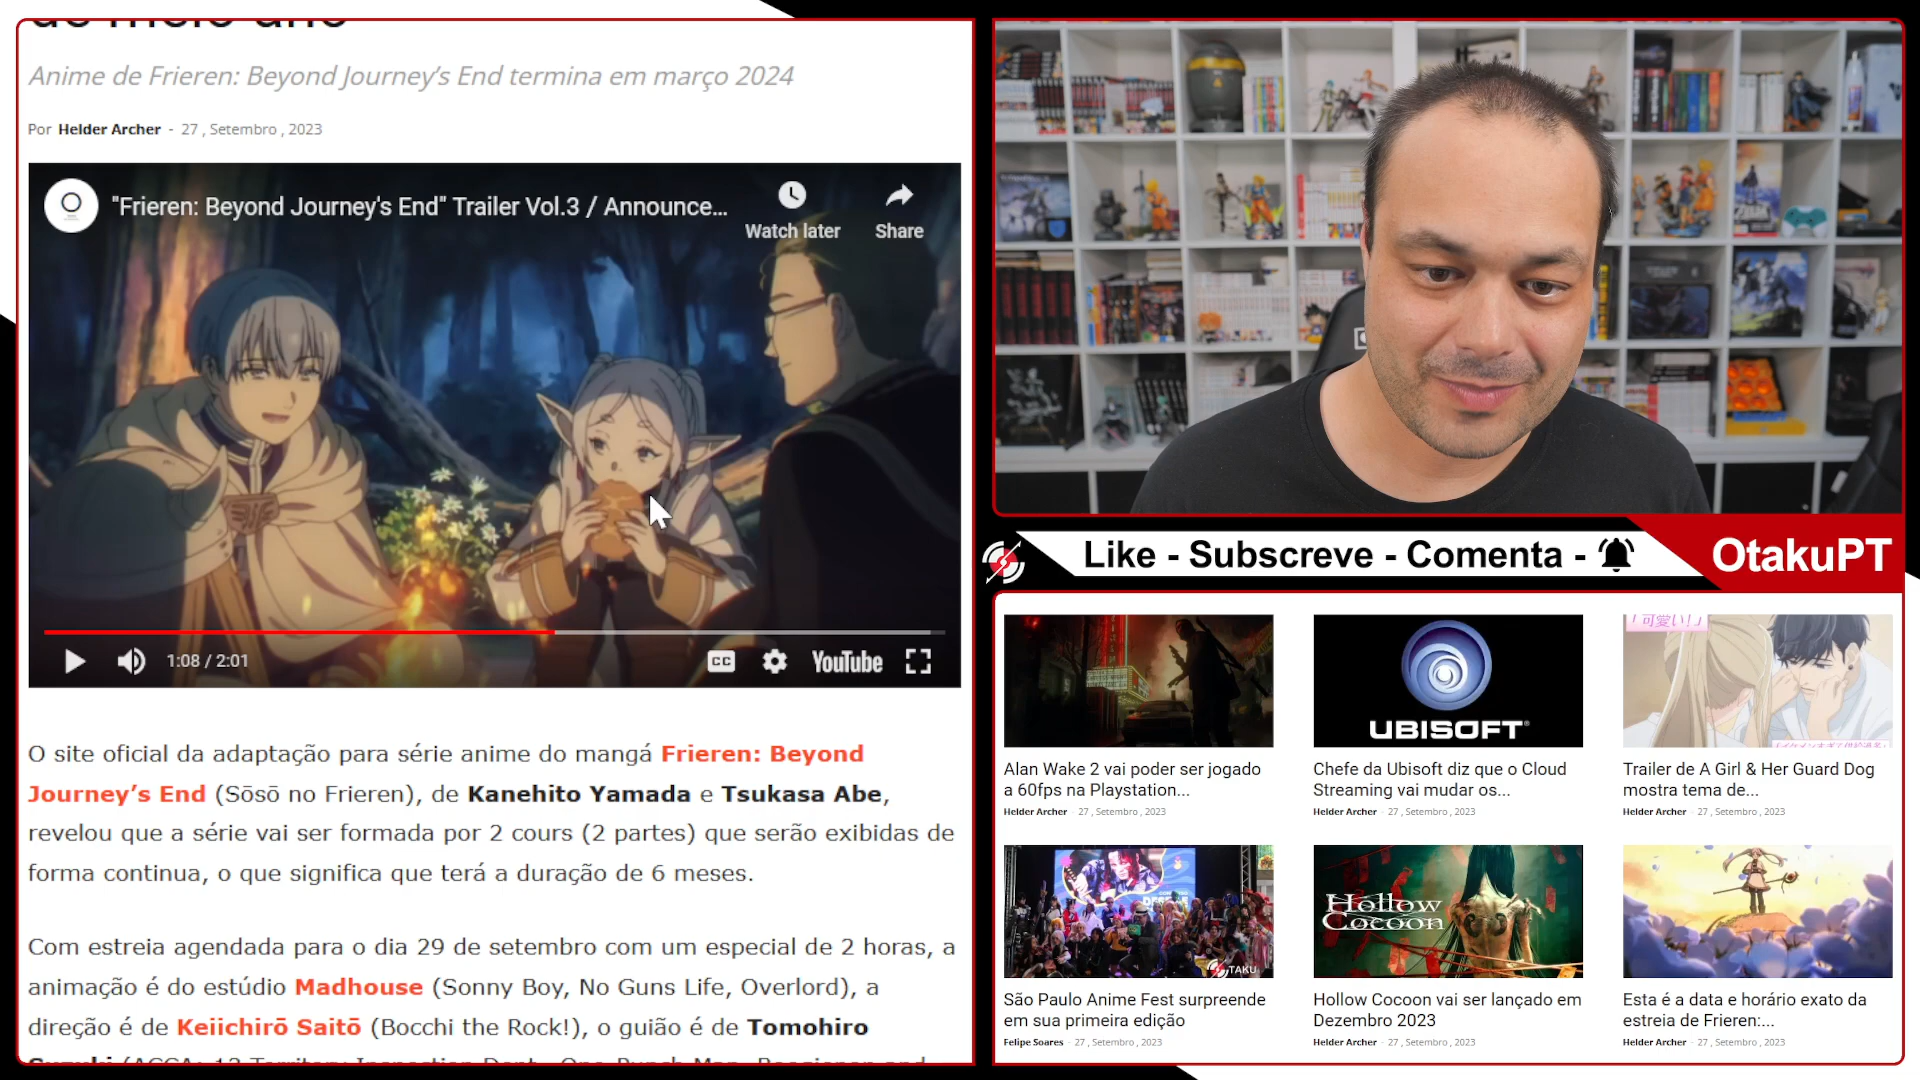 de meio ano
Anime de Frieren: Beyond Journey's End termina em março 2024
Por Helder Archer - 27 , Setembro , 2023
"Frieren: Beyond Journey's End" Trailer Vol.3 / Announce...
Watch later
Share
1:08 / 2:01
CC
YouTube
O site oficial da adaptação para série anime do mangá Frieren: Beyond
Journey's End (Sōsō no Frieren), de Kanehito Yamada e Tsukasa Abe,
revelou que a série vai ser formada por 2 cours (2 partes) que serão exibidas de
forma continua, o que significa que terá a duração de 6 meses.
Com estreia agendada para o dia 29 de setembro com um especial de 2 horas, a
animação é do estúdio Madhouse (Sonny Boy, No Guns Life, Overlord), a
direção é de Keiichirō Saitō (Bocchi the Rock!), o guião é de Tomohiro
Like - Subscreve - Comenta -
OtakuPT
UBISOFT
「可愛い!」
Alan Wake 2 vai poder ser jogado
a 60fps na Playstation...
Helder Archer - 27 , Setembro , 2023
Chefe da Ubisoft diz que o Cloud
Streaming vai mudar os...
Helder Archer - 27 , Setembro , 2023
Trailer de A Girl & Her Guard Dog
mostra tema de...
Helder Archer - 27 , Setembro , 2023
TAKU
Hollow
Cocoon
São Paulo Anime Fest surpreende
em sua primeira edição
Felipe Soares - 27 , Setembro , 2023
Hollow Cocoon vai ser lançado em
Dezembro 2023
Helder Archer - 27 , Setembro , 2023
Esta é a data e horário exato da
estreia de Frieren:...
Helder Archer - 27 , Setembro , 2023